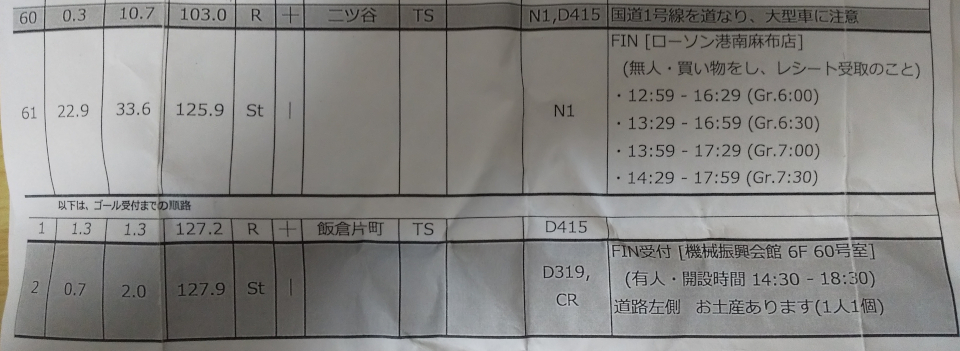 60 0.3 10.7 103.0 R 十 二ツ谷 TS N1,D415 国道1号線を道なり、大型車に注意
FIN [ローソン港南麻布店]
(無人・買い物をし、レシート受取のこと)
・12:59 - 16:29 (Gr.6:00)
61 22.9 33.6 125.9 St │ N1
・13:29 - 16:59 (Gr.6:30)
・13:59 - 17:29 (Gr.7:00)
・14:29 - 17:59 (Gr.7:30)
以下は、ゴール受付までの順路
1 1.3 1.3 127.2 R 十 飯倉片町 TS D415
FIN受付 [機械振興会館 6F 60号室]
(有人・開設時間 14:30 - 18:30)
2 0.7 2.0 127.9 St │ D319,
CR
道路左側 お土産あります(1人1個)